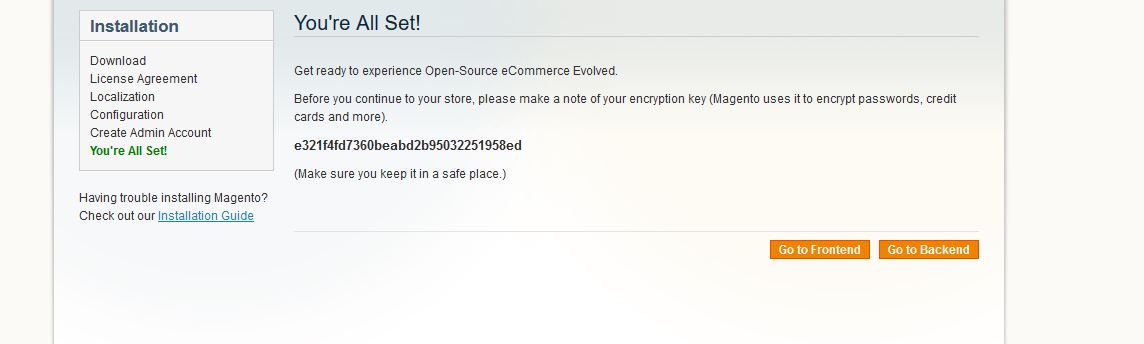 Installation
Download
License Agreement
Localization
Configuration
Create Admin Account
You're All Set!
Having trouble installing Magento?
Check out our Installation Guide
You're All Set!
Get ready to experience Open-Source eCommerce Evolved.
Before you continue to your store, please make a note of your encryption key (Magento uses it to encrypt passwords, credit
cards and more).
e321f4fd7360beabd2b95032251958ed
(Make sure you keep it in a safe place.)
Go to Frontend
Go to Backend